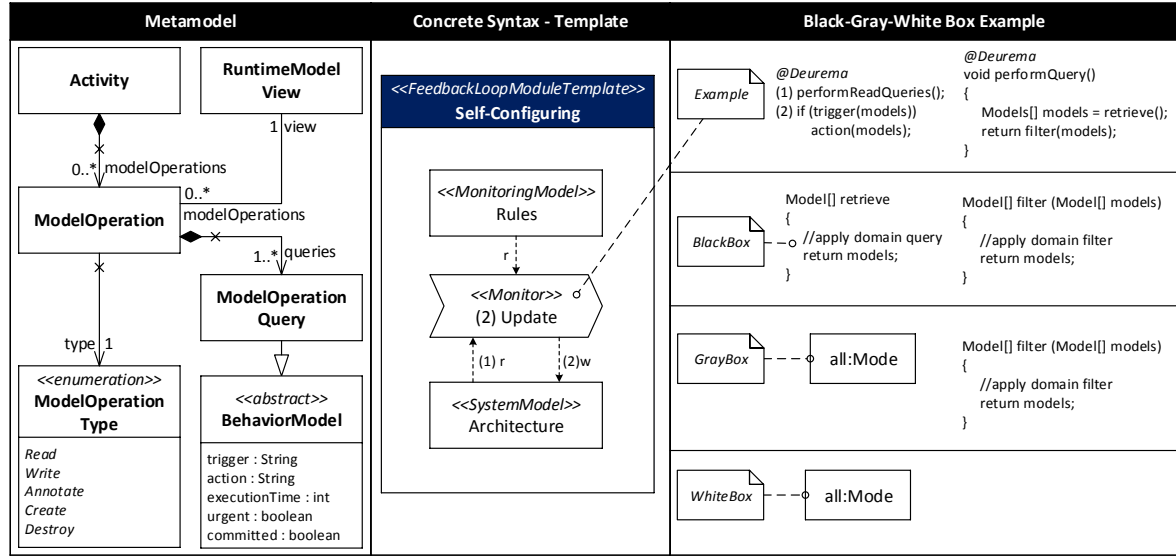 Metamodel
Concrete Syntax - Template
Black-Gray-White Box Example
Activity
RuntimeModel
View
1 view
0..* modelOperations
0..*
modelOperations
ModelOperation
1..* queries
ModelOperation
Query
type 1
<<enumeration>>
ModelOperation
Type
Read
Write
Annotate
Create
Destroy
<<abstract>>
BehaviorModel
trigger : String
action : String
executionTime : int
urgent : boolean
committed : boolean
<<FeedbackLoopModuleTemplate>>
Self-Configuring
<<MonitoringModel>>
Rules
r
<<Monitor>>
(2) Update
(1) r
(2)w
<<SystemModel>>
Architecture
Example
@Deurema
(1) performReadQueries();
(2) if (trigger(models))
action(models);
@Deurema
void performQuery()
{
Models[] models = retrieve();
return filter(models);
}
BlackBox
Model[] retrieve
{
//apply domain query
return models;
}
Model[] filter (Model[] models)
{
//apply domain filter
return models;
}
GrayBox
all:Mode
Model[] filter (Model[] models)
{
//apply domain filter
return models;
}
WhiteBox
all:Mode